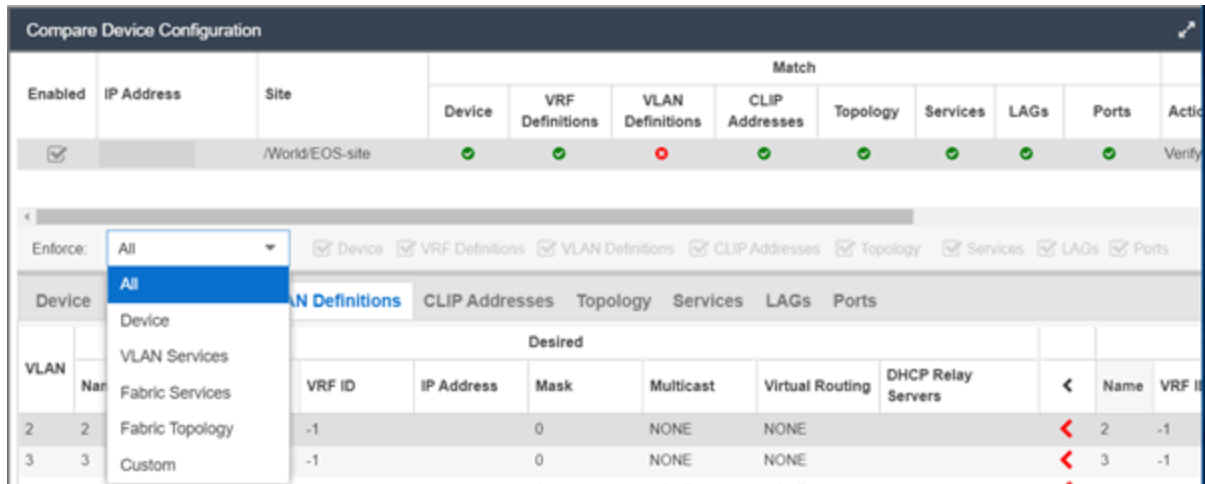 Compare Device Configuration
Match
Enabled IP Address Site
Device VRF Definitions VLAN Definitions CLIP Addresses Topology Services LAGs Ports
/World/EOS-site Verify
Enforce: All Device VRF Definitions VLAN Definitions CLIP Addresses Topology Services LAGs Ports
All
Device
VLAN Services
Fabric Services
Fabric Topology
Custom
Device Definitions CLIP Addresses Topology Services LAGs Ports
Desired
VLAN VRF ID IP Address Mask Multicast Virtual Routing DHCP Relay Servers Name VRF
2 2 -1 0 NONE NONE 2 -1
3 3 -1 0 NONE NONE 3 -1